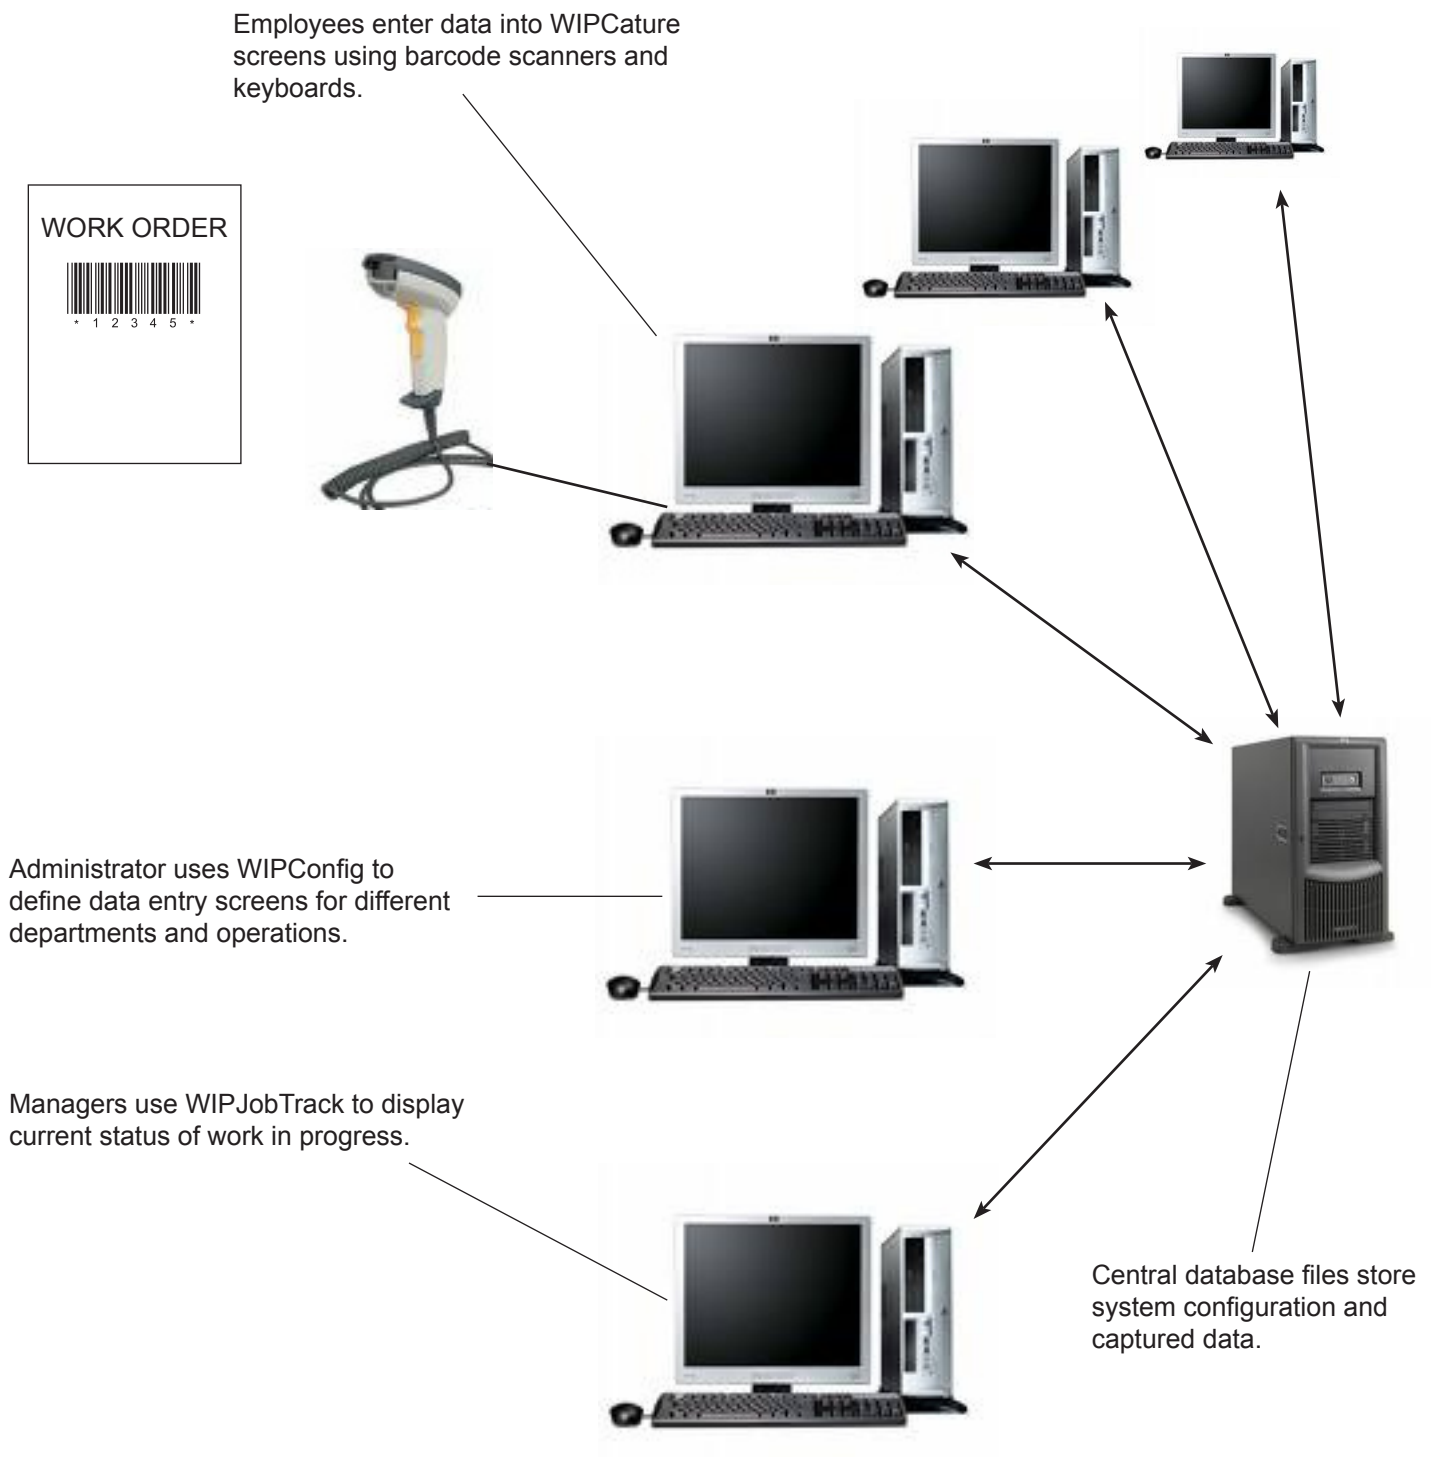 Employees enter data into WIPCature
screens using barcode scanners and
keyboards.
WORK ORDER
* 1 2 3 4 5 *
Administrator uses WIPConfig to
define data entry screens for different
departments and operations.
Managers use WIPJobTrack to display
current status of work in progress.
Central database files store
system configuration and
captured data.